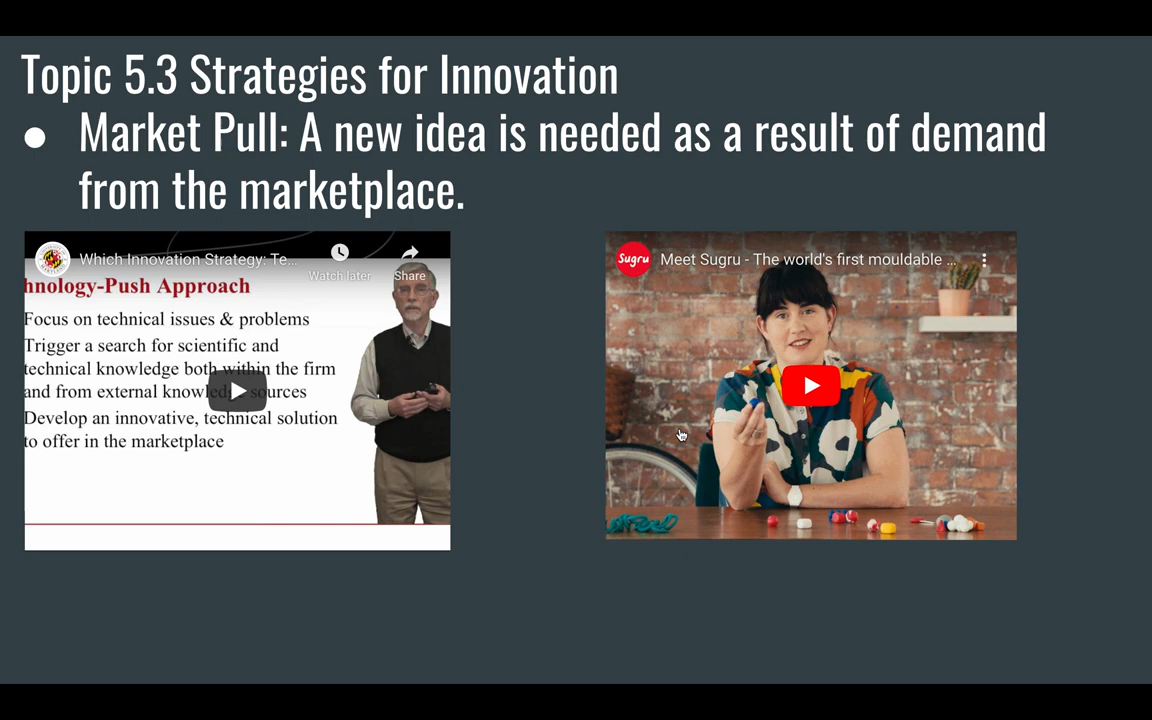 Topic 5.3 Strategies for Innovation
● Market Pull: A new idea is needed as a result of demand
from the marketplace.
Which Innovation Strategy: Te...
Watch later
Share
hnology-Push Approach
Focus on technical issues & problems
Trigger a search for scientific and
technical knowledge both within the firm
and from external knowledge sources
Develop an innovative, technical solution
to offer in the marketplace
Sugru
Meet Sugru - The world's first mouldable ...